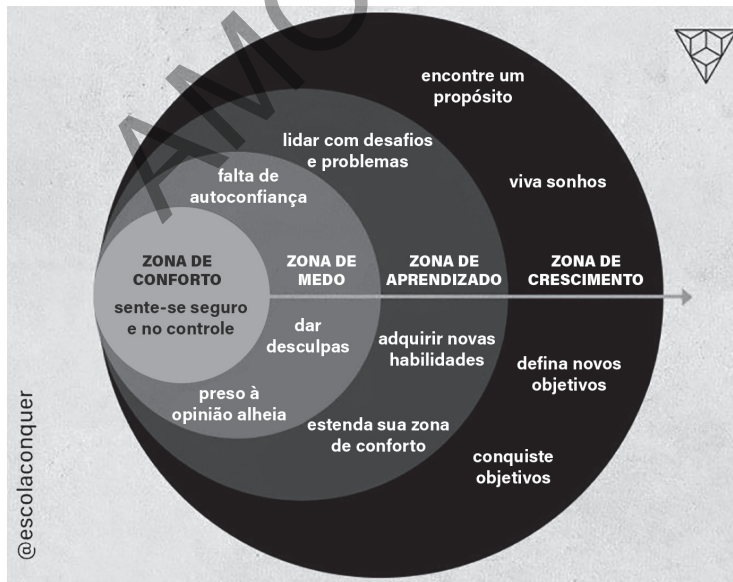 encontre um
propósito
lidar com desafios
e problemas
viva sonhos
falta de
autoconfiança
ZONA DE
CONFORTO
sente-se seguro
e no controle
ZONA DE
MEDO
ZONA DE
APRENDIZADO
ZONA DE
CRESCIMENTO
dar
desculpas
adquirir novas
habilidades
defina novos
objetivos
preso à
opinião alheia
estenda sua zona
de conforto
conquiste
objetivos
@escolaconquer
AMO